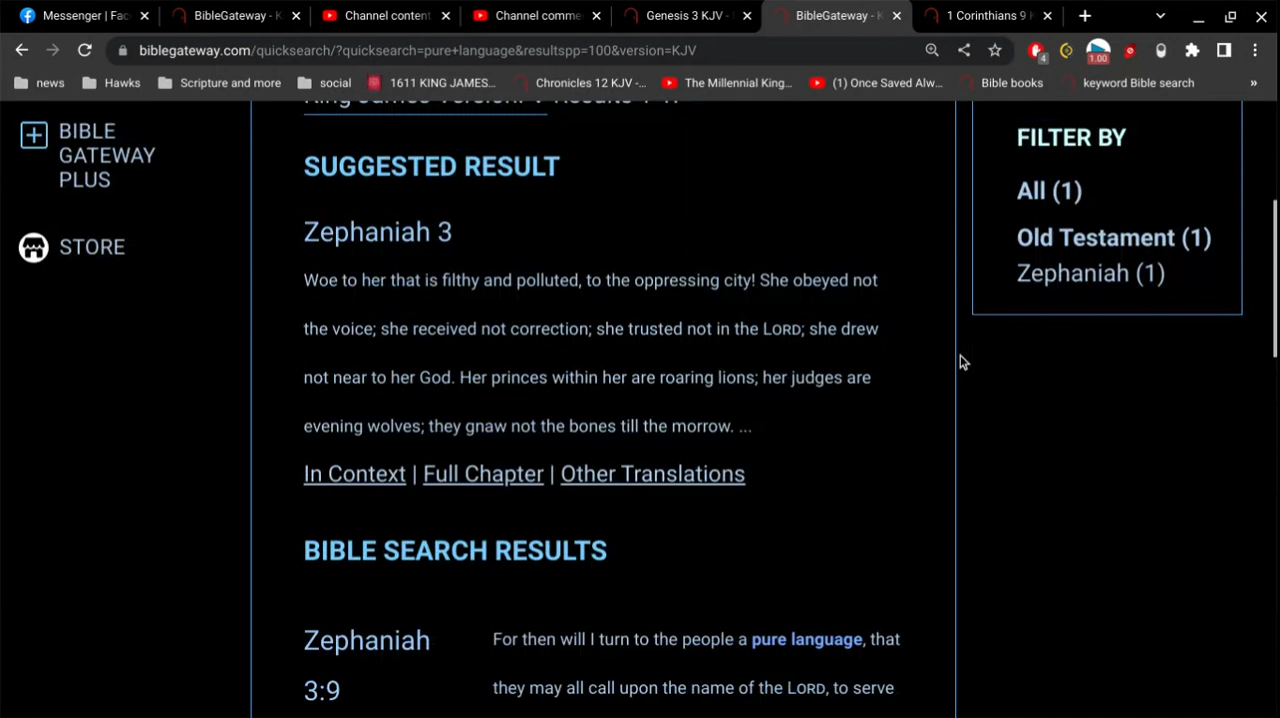 Messenger | Fac
BibleGateway - K
Channel content
Channel comme
Genesis 3 KJV -
BibleGateway - K
1 Corinthians 9 K
biblegateway.com/quicksearch/?quicksearch=pure+language&resultspp=100&version=KJV
4
1.00
news
Hawks
Scripture and more
social
1611 KING JAMES...
Chronicles 12 KJV -...
The Millennial King...
(1) Once Saved Alw...
Bible books
keyword Bible search
»
BIBLE
GATEWAY
PLUS
STORE
SUGGESTED RESULT
Zephaniah 3
Woe to her that is filthy and polluted, to the oppressing city! She obeyed not
the voice; she received not correction; she trusted not in the LORD; she drew
not near to her God. Her princes within her are roaring lions; her judges are
evening wolves; they gnaw not the bones till the morrow. ...
In Context | Full Chapter | Other Translations
BIBLE SEARCH RESULTS
Zephaniah
3:9
For then will I turn to the people a pure language, that
they may all call upon the name of the LORD, to serve
FILTER BY
All (1)
Old Testament (1)
Zephaniah (1)